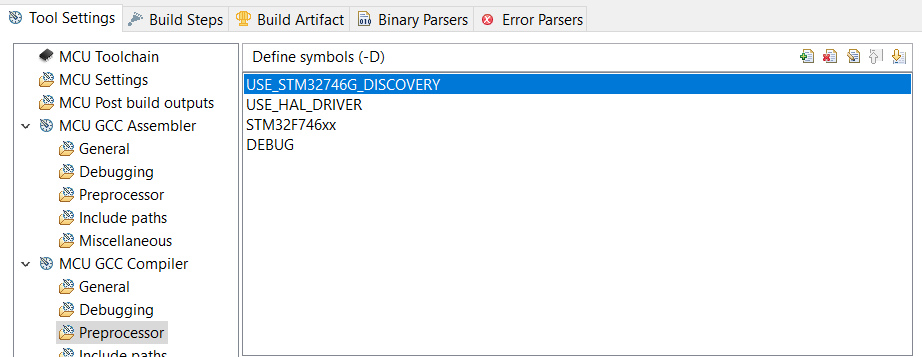 Tool Settings Build Steps Build Artifact Binary Parsers Error Parsers
MCU Toolchain
MCU Settings
MCU Post build outputs
MCU GCC Assembler
General
Debugging
Preprocessor
Include paths
Miscellaneous
MCU GCC Compiler
General
Debugging
Preprocessor
Include paths
Define symbols (-D)
USE_STM32746G_DISCOVERY
USE_HAL_DRIVER
STM32F746xx
DEBUG